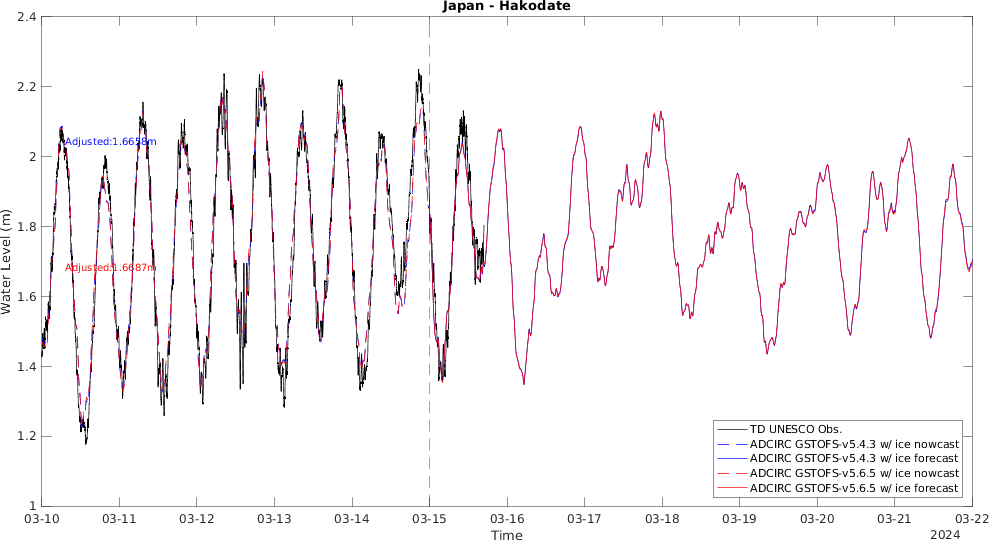 Japan - Hakodate
Water Level (m)
2.4
2.2
2
1.8
1.6
1.4
1.2
1
Adjusted:1.6658m
Adjusted:1.6687m
TD UNESCO Obs.
ADCIRC GSTOFS-v5.4.3 w/ ice nowcast
ADCIRC GSTOFS-v5.4.3 w/ ice forecast
ADCIRC GSTOFS-v5.6.5 w/ ice nowcast
ADCIRC GSTOFS-v5.6.5 w/ ice forecast
03-10 03-11 03-12 03-13 03-14 03-15 03-16 03-17 03-18 03-19 03-20 03-21 03-22
Time
2024